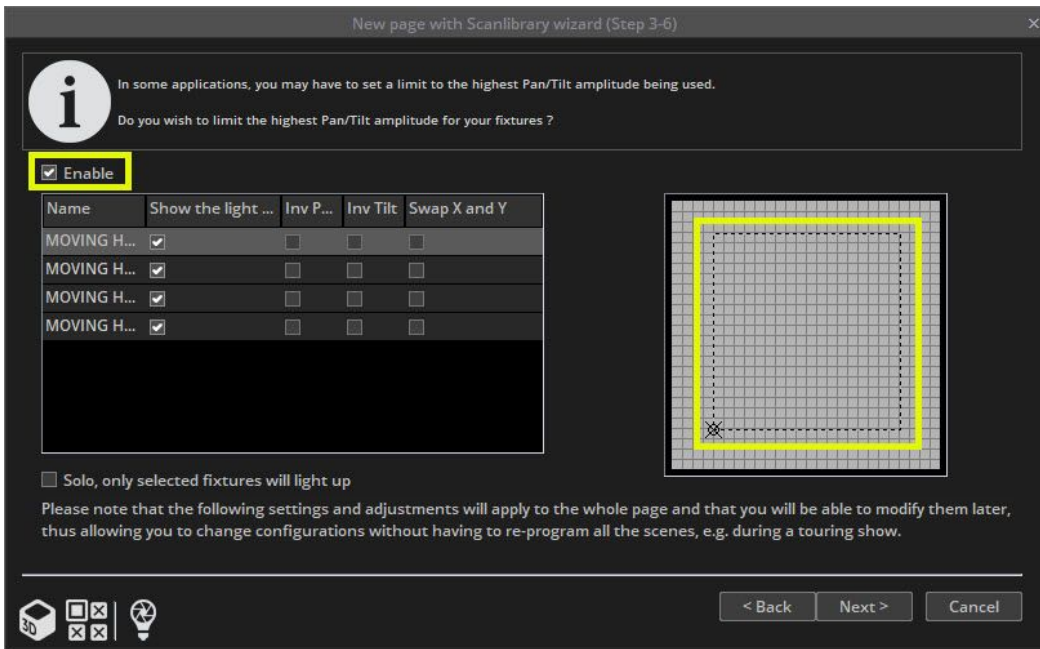 New page with Scanlibrary wizard (Step 3-6)
In some applications, you may have to set a limit to the highest Pan/Tilt amplitude being used.
Do you wish to limit the highest Pan/Tilt amplitude for your fixtures ?
Enable
Name Show the light ... Inv P... Inv Tilt Swap X and Y
MOVING H...
MOVING H...
MOVING H...
MOVING H...
Solo, only selected fixtures will light up
Please note that the following settings and adjustments will apply to the whole page and that you will be able to modify them later,
thus allowing you to change configurations without having to re-program all the scenes, e.g. during a touring show.
3D
< Back Next > Cancel